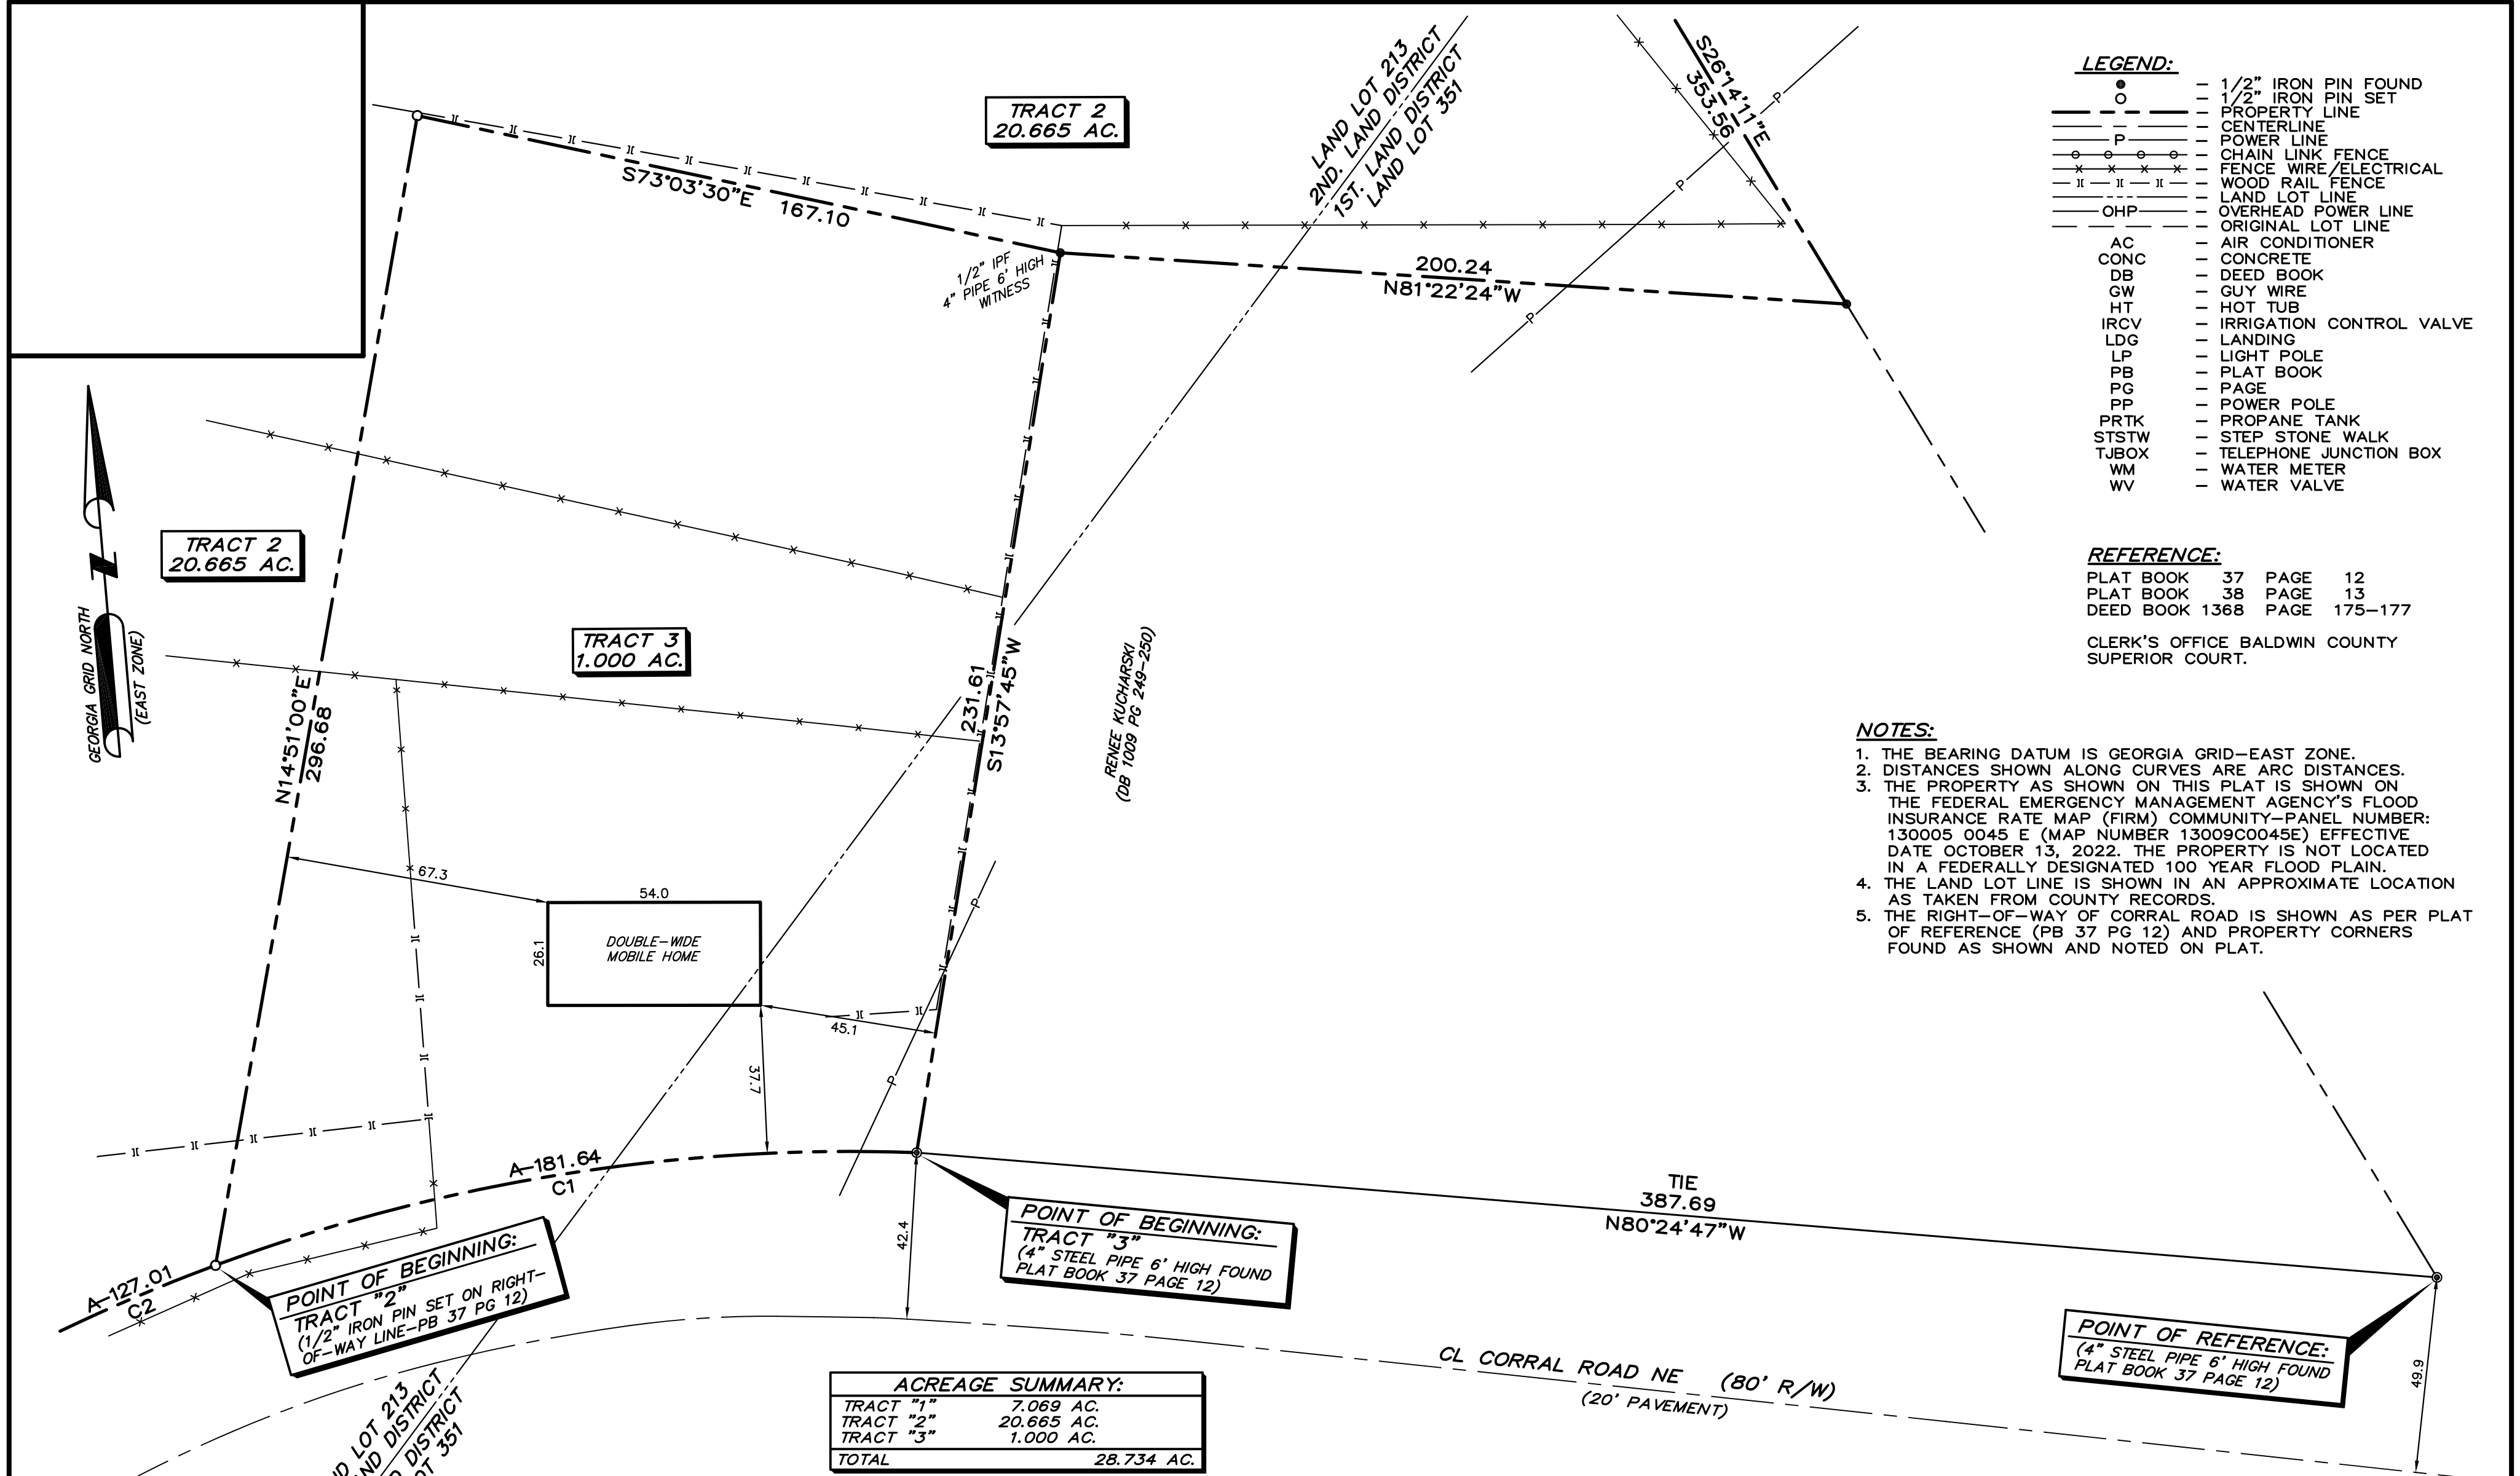 TRACT 2
20.665 AC.
LAND LOT 213
2ND. LAND DISTRICT
1ST. LAND DISTRICT
LAND LOT 351
S26°14'11"E
353.56
P
P
P
S73°03'30"E 167.10
1/2" IPF
4" PIPE 6' HIGH
WITNESS
200.24
N81°22'24"W
LEGEND:
– 1/2" IRON PIN FOUND
– 1/2" IRON PIN SET
– PROPERTY LINE
– CENTERLINE
P – POWER LINE
– CHAIN LINK FENCE
– FENCE WIRE/ELECTRICAL
– WOOD RAIL FENCE
– LAND LOT LINE
OHP – OVERHEAD POWER LINE
– ORIGINAL LOT LINE
AC – AIR CONDITIONER
CONC – CONCRETE
DB – DEED BOOK
GW – GUY WIRE
HT – HOT TUB
IRCV – IRRIGATION CONTROL VALVE
LDG – LANDING
LP – LIGHT POLE
PB – PLAT BOOK
PG – PAGE
PP – POWER POLE
PRTK – PROPANE TANK
STSTW – STEP STONE WALK
TJBOX – TELEPHONE JUNCTION BOX
WM – WATER METER
WV – WATER VALVE
REFERENCE:
PLAT BOOK 37 PAGE 12
PLAT BOOK 38 PAGE 13
DEED BOOK 1368 PAGE 175–177
CLERK'S OFFICE BALDWIN COUNTY
SUPERIOR COURT.
NOTES:
1. THE BEARING DATUM IS GEORGIA GRID–EAST ZONE.
2. DISTANCES SHOWN ALONG CURVES ARE ARC DISTANCES.
3. THE PROPERTY AS SHOWN ON THIS PLAT IS SHOWN ON
THE FEDERAL EMERGENCY MANAGEMENT AGENCY'S FLOOD
INSURANCE RATE MAP (FIRM) COMMUNITY–PANEL NUMBER:
130005 0045 E (MAP NUMBER 13009C0045E) EFFECTIVE
DATE OCTOBER 13, 2022. THE PROPERTY IS NOT LOCATED
IN A FEDERALLY DESIGNATED 100 YEAR FLOOD PLAIN.
4. THE LAND LOT LINE IS SHOWN IN AN APPROXIMATE LOCATION
AS TAKEN FROM COUNTY RECORDS.
5. THE RIGHT–OF–WAY OF CORRAL ROAD IS SHOWN AS PER PLAT
OF REFERENCE (PB 37 PG 12) AND PROPERTY CORNERS
FOUND AS SHOWN AND NOTED ON PLAT.
N
GEORGIA GRID NORTH
(EAST ZONE)
TRACT 2
20.665 AC.
TRACT 3
1.000 AC.
N14°51'00"E
296.68
231.61
S13°57'45"W
RENEE KUCHARSKI
(DB 1009 PG 249–250)
67.3
54.0
26.1
DOUBLE–WIDE
MOBILE HOME
45.1
37.7
P
P
A–181.64
C1
A–127.01
C2
42.4
POINT OF BEGINNING:
TRACT "2"
(1/2" IRON PIN SET ON RIGHT–
OF–WAY LINE–PB 37 PG 12)
POINT OF BEGINNING:
TRACT "3"
(4" STEEL PIPE 6' HIGH FOUND
PLAT BOOK 37 PAGE 12)
TIE
387.69
N80°24'47"W
POINT OF REFERENCE:
(4" STEEL PIPE 6' HIGH FOUND
PLAT BOOK 37 PAGE 12)
49.9
CL CORRAL ROAD NE (80' R/W)
(20' PAVEMENT)
ACREAGE SUMMARY:
TRACT "1" 7.069 AC.
TRACT "2" 20.665 AC.
TRACT "3" 1.000 AC.
TOTAL 28.734 AC.
LOT 213
AND DISTRICT
DISTRICT
351